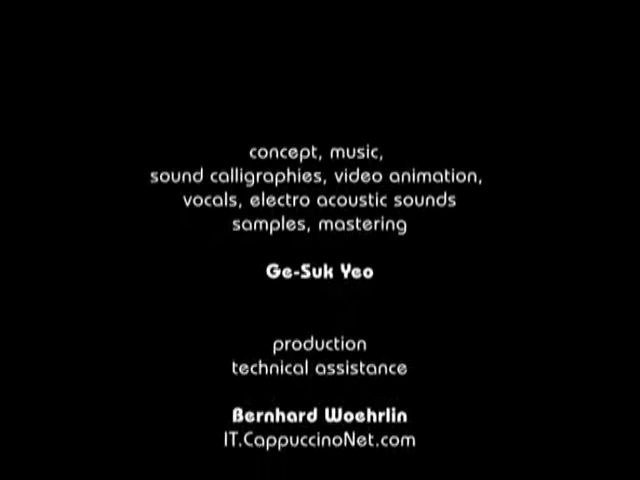 concept, music,
sound calligraphies, video animation,
vocals, electro acoustic sounds
samples, mastering
Ge-Suk Yeo
production
technical assistance
Bernhard Woehrlin
IT.CappuccinoNet.com